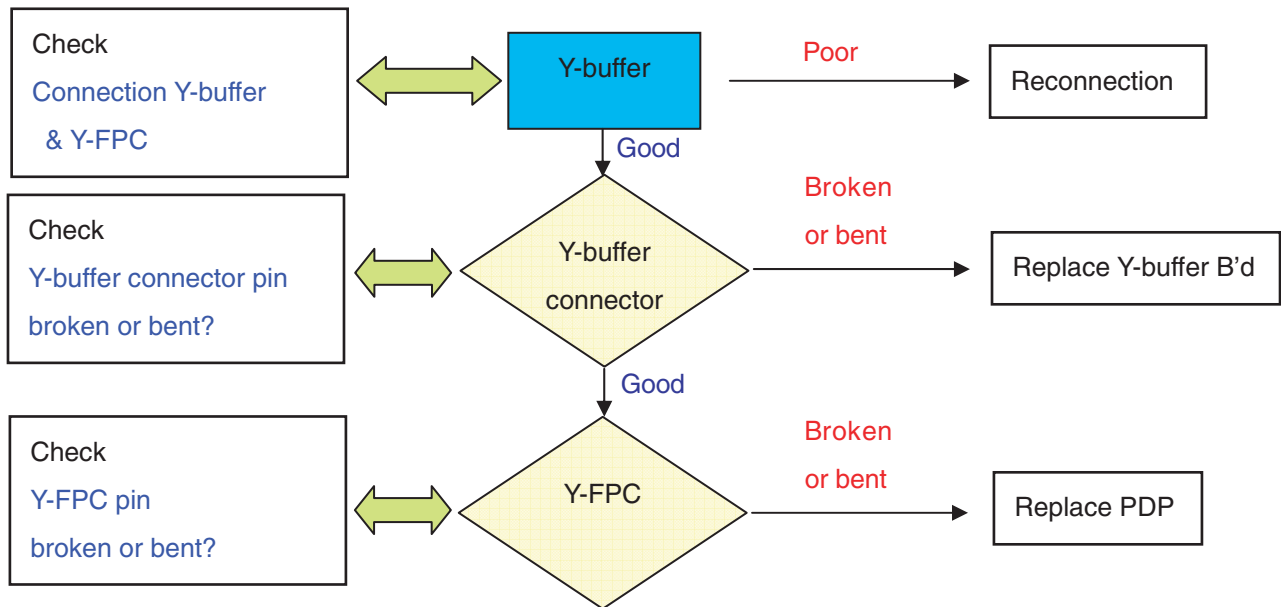 Check
Connection Y-buffer
& Y-FPC
Y-buffer
Poor
Reconnection
Good
Check
Y-buffer connector pin
broken or bent?
Y-buffer
connector
Broken
or bent
Replace Y-buffer B’d
Good
Check
Y-FPC pin
broken or bent?
Y-FPC
Broken
or bent
Replace PDP